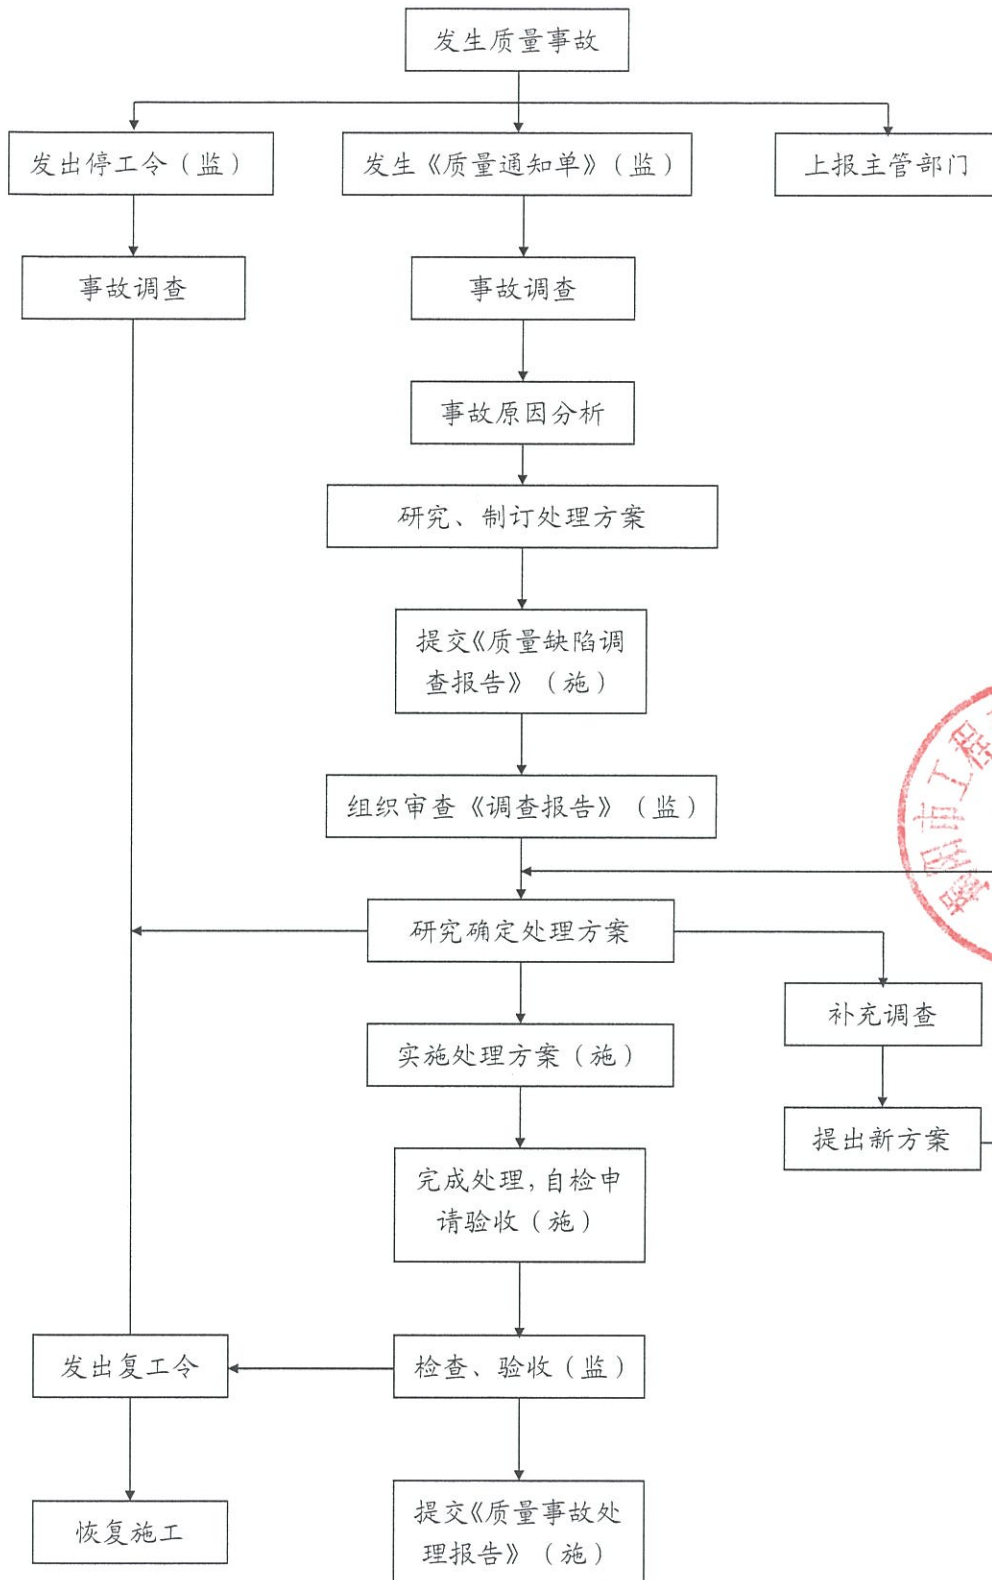 发生质量事故
发出停工令（监）
发生《质量通知单》（监）
上报主管部门
事故调查
事故调查
事故原因分析
研究、制订处理方案
提交《质量缺陷调
查报告》（施）
组织审查《调查报告》（监）
研究确定处理方案
补充调查
实施处理方案（施）
提出新方案
完成处理，自检申
请验收（施）
发出复工令
检查、验收（监）
恢复施工
提交《质量事故处
理报告》（施）
市工程